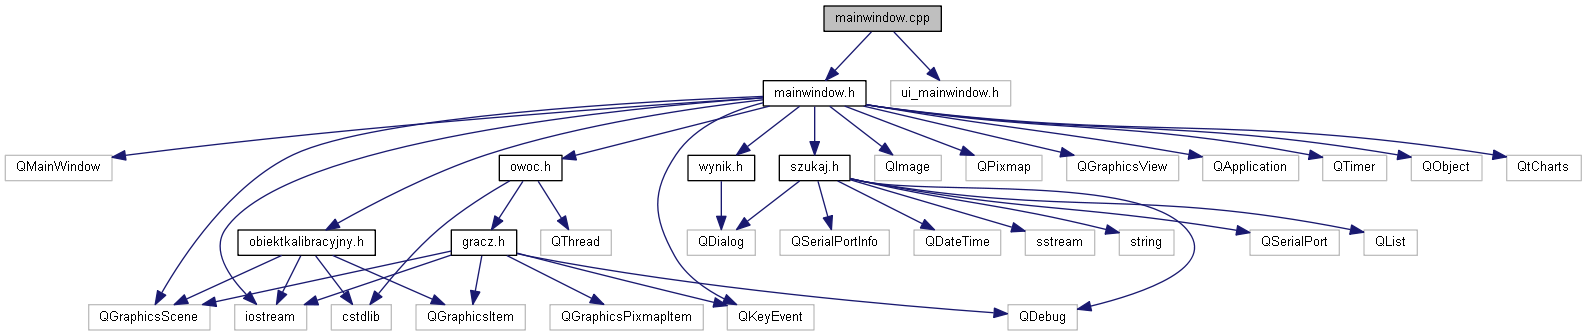 mainwindow.cpp
mainwindow.h
ui_mainwindow.h
QMainWindow
owoc.h
wynik.h
szukaj.h
QImage
QPixmap
QGraphicsView
QApplication
QTimer
QObject
QtCharts
obiektkalibracyjny.h
gracz.h
QThread
QDialog
QSerialPortInfo
QDateTime
sstream
string
QSerialPort
QList
QGraphicsScene
iostream
cstdlib
QGraphicsItem
QGraphicsPixmapItem
QKeyEvent
QDebug